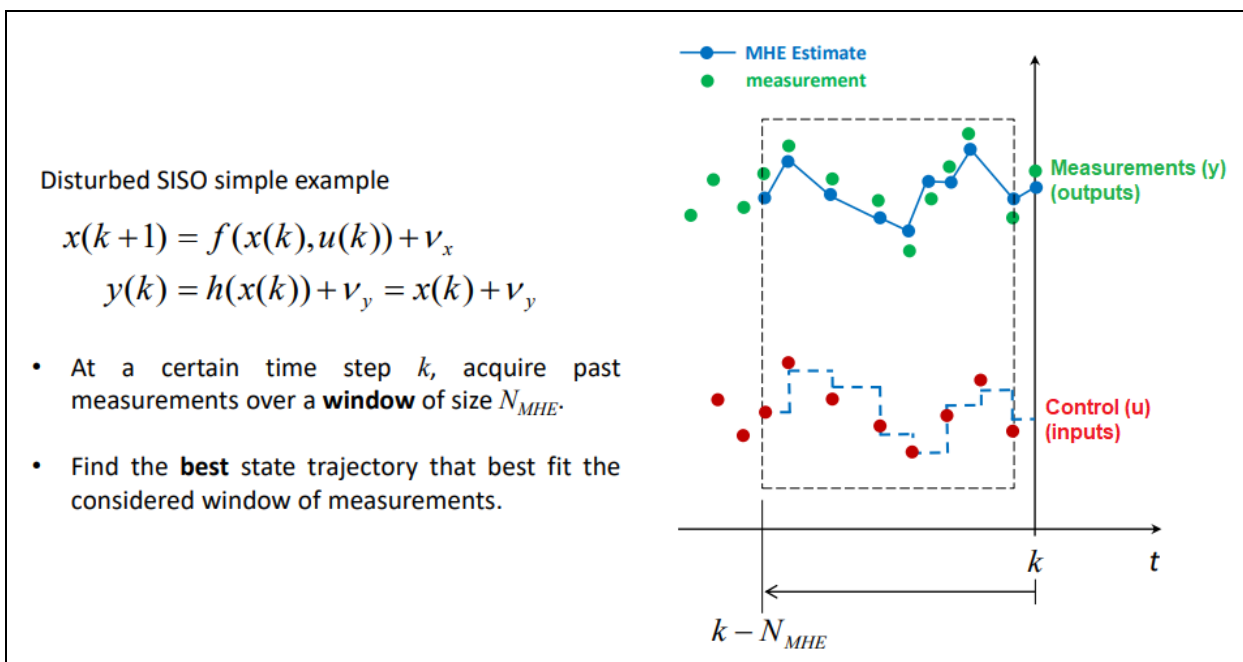 Disturbed SISO simple example
x(k+1) = f(x(k),u(k))+ν_x
y(k) = h(x(k))+ν_y = x(k)+ν_y
• At a certain time step k, acquire past
measurements over a window of size N_MHE.
• Find the best state trajectory that best fit the
considered window of measurements.
MHE Estimate
measurement
Measurements (y)
(outputs)
Control (u)
(inputs)
k
t
k − N_MHE